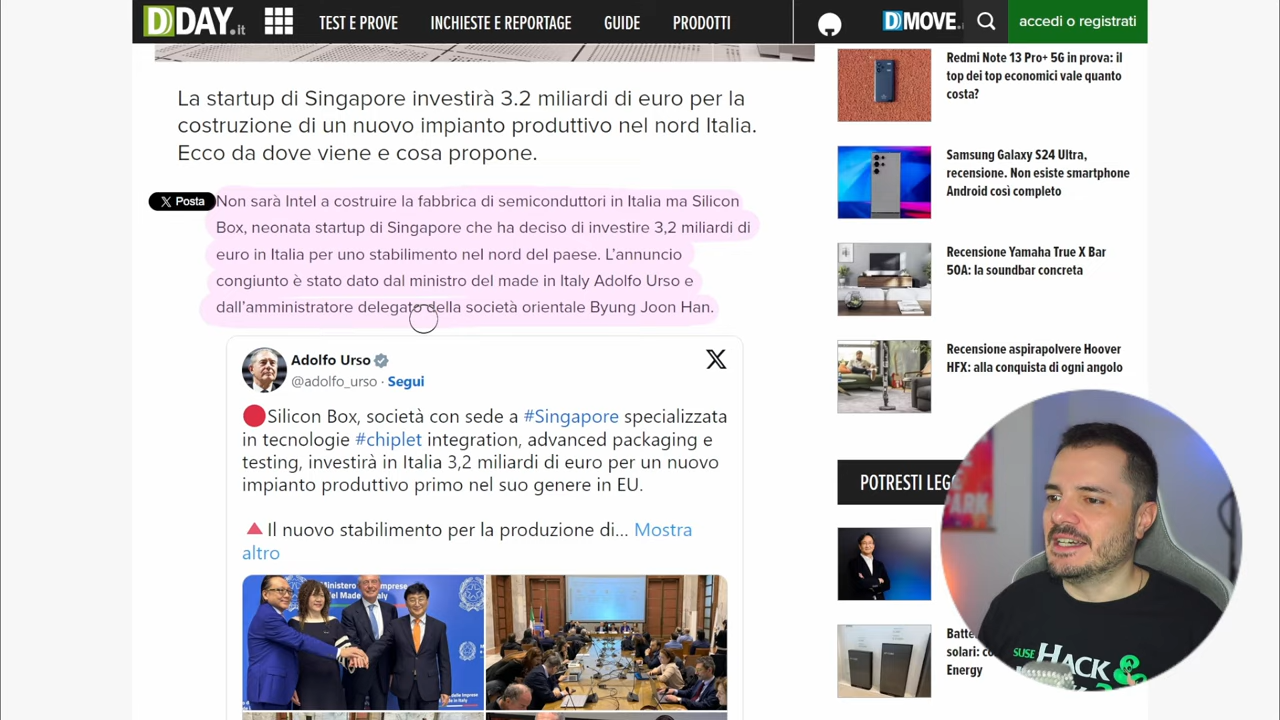 DDAY.it
TEST E PROVE
INCHIESTE E REPORTAGE
GUIDE
PRODOTTI
DMOVE
accedi o registrati
La startup di Singapore investirà 3.2 miliardi di euro per la
costruzione di un nuovo impianto produttivo nel nord Italia.
Ecco da dove viene e cosa propone.
X Posta
Non sarà Intel a costruire la fabbrica di semiconduttori in Italia ma Silicon
Box, neonata startup di Singapore che ha deciso di investire 3,2 miliardi di
euro in Italia per uno stabilimento nel nord del paese. L'annuncio
congiunto è stato dato dal ministro del made in Italy Adolfo Urso e
dall'amministratore delegato della società orientale Byung Joon Han.
Adolfo Urso
@adolfo_urso · Segui
Silicon Box, società con sede a #Singapore specializzata
in tecnologie #chiplet integration, advanced packaging e
testing, investirà in Italia 3,2 miliardi di euro per un nuovo
impianto produttivo primo nel suo genere in EU.
Il nuovo stabilimento per la produzione di... Mostra
altro
Redmi Note 13 Pro+ 5G in prova: il
top dei top economici vale quanto
costa?
Samsung Galaxy S24 Ultra,
recensione. Non esiste smartphone
Android così completo
Recensione Yamaha True X Bar
50A: la soundbar concreta
Recensione aspirapolvere Hoover
HFX: alla conquista di ogni angolo
POTRESTI LEGG
PARK
solari:
Energy
SUSE HACK &